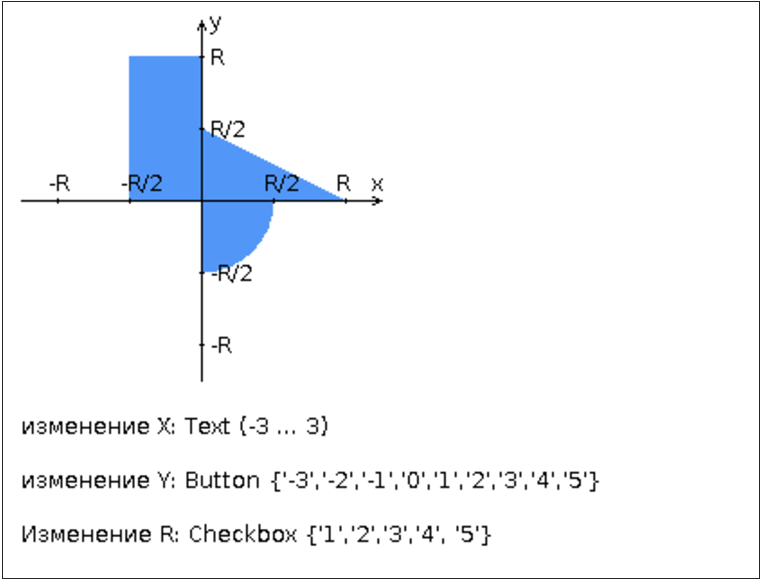 y
R
R/2
-R -R/2 R/2 R x
-R/2
-R
изменение X: Text (-3 ... 3)
изменение Y: Button {'-3','-2','-1','0','1','2','3','4','5'}
Изменение R: Checkbox {'1','2','3','4', '5'}